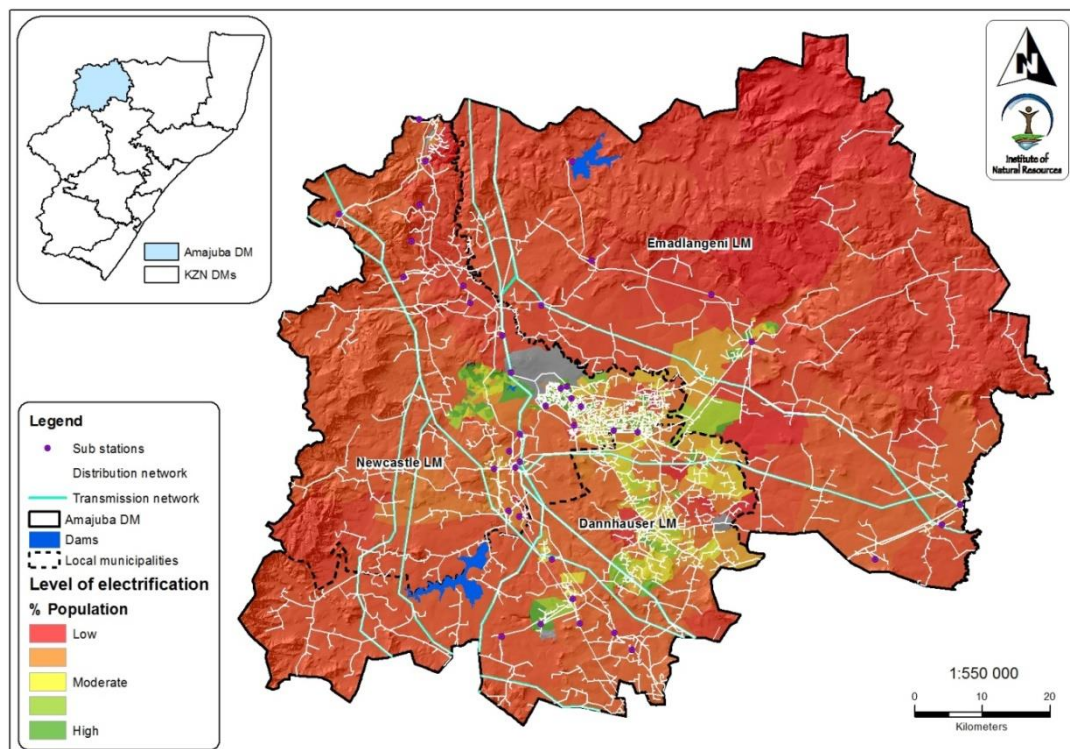 Amajuba DM
KZN DMs
N
Institute of
Natural Resources
Emadlangeni LM
Newcastle LM
Dannhauser LM
Legend
Sub stations
Distribution network
Transmission network
Amajuba DM
Dams
Local municipalities
Level of electrification
% Population
Low
Moderate
High
1:550 000
0 10 20
Kilometers